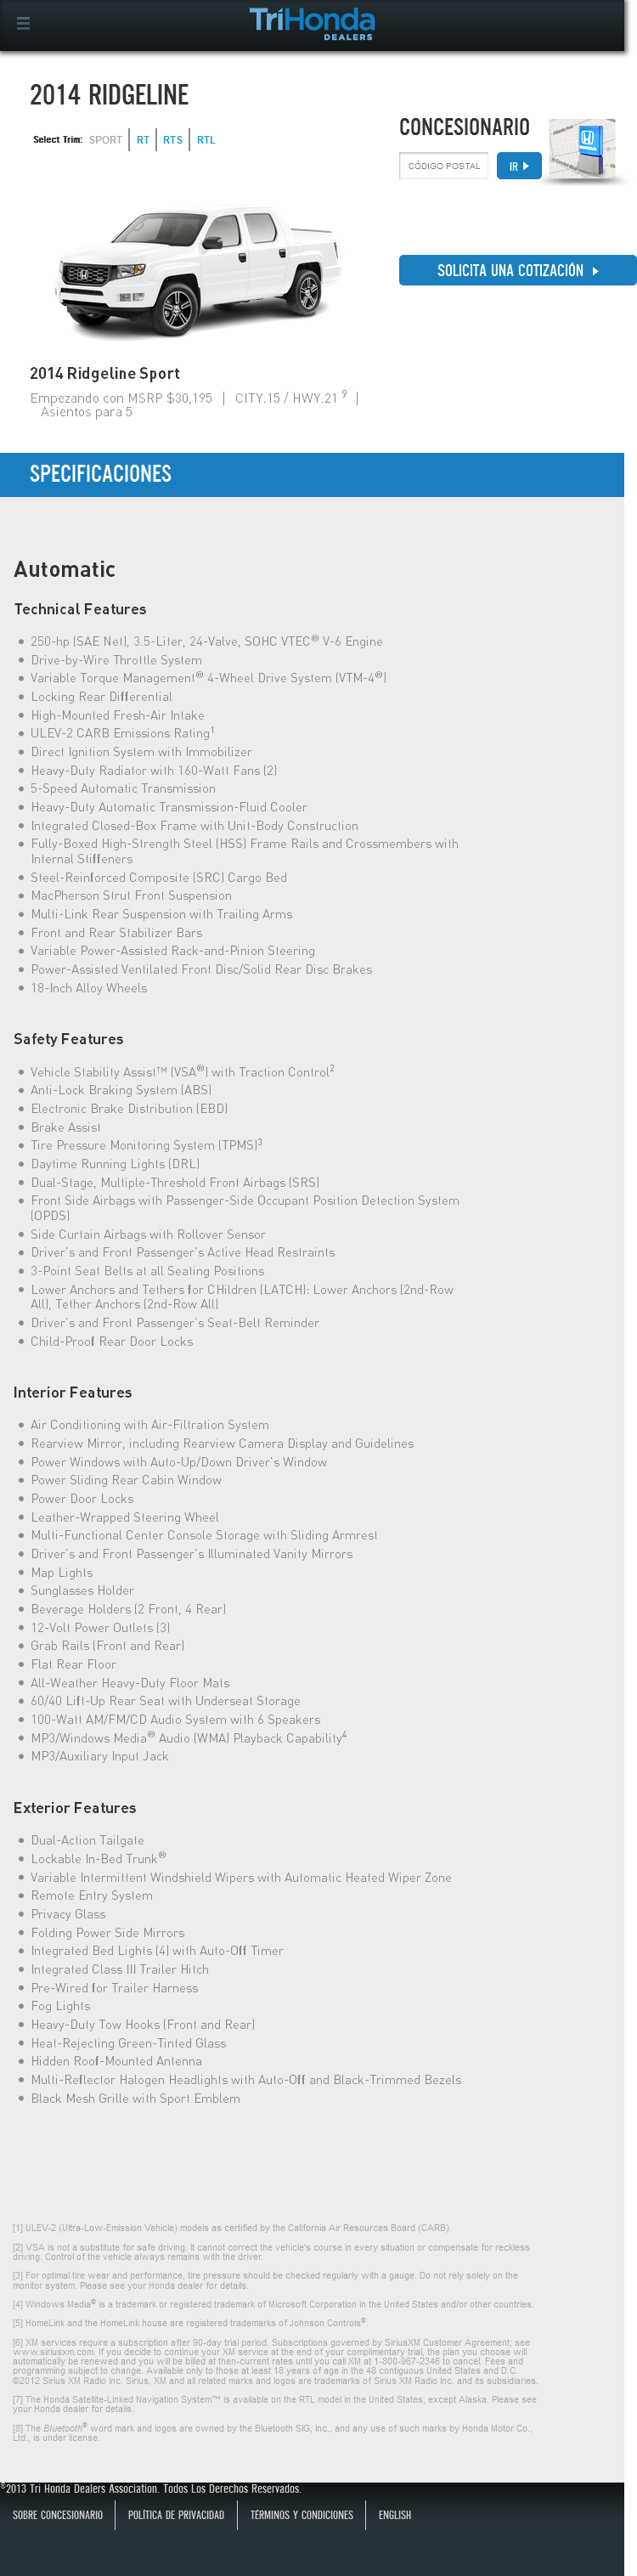 TriHonda
DEALERS
2014 RIDGELINE
Select Trim: SPORT | RT | RTS | RTL
CONCESIONARIO
CÓDIGO POSTAL
IR
SOLICITA UNA COTIZACIÓN
2014 Ridgeline Sport
Empezando con MSRP $30,195 | CITY.15 / HWY.21 9 |
Asientos para 5
SPECIFICACIONES
Automatic
Technical Features
250-hp (SAE Net), 3.5-Liter, 24-Valve, SOHC VTEC® V-6 Engine
Drive-by-Wire Throttle System
Variable Torque Management® 4-Wheel Drive System (VTM-4®)
Locking Rear Differential
High-Mounted Fresh-Air Intake
ULEV-2 CARB Emissions Rating1
Direct Ignition System with Immobilizer
Heavy-Duty Radiator with 160-Watt Fans (2)
5-Speed Automatic Transmission
Heavy-Duty Automatic Transmission-Fluid Cooler
Integrated Closed-Box Frame with Unit-Body Construction
Fully-Boxed High-Strength Steel (HSS) Frame Rails and Crossmembers with
Internal Stiffeners
Steel-Reinforced Composite (SRC) Cargo Bed
MacPherson Strut Front Suspension
Multi-Link Rear Suspension with Trailing Arms
Front and Rear Stabilizer Bars
Variable Power-Assisted Rack-and-Pinion Steering
Power-Assisted Ventilated Front Disc/Solid Rear Disc Brakes
18-Inch Alloy Wheels
Safety Features
Vehicle Stability Assist™ (VSA®) with Traction Control2
Anti-Lock Braking System (ABS)
Electronic Brake Distribution (EBD)
Brake Assist
Tire Pressure Monitoring System (TPMS)3
Daytime Running Lights (DRL)
Dual-Stage, Multiple-Threshold Front Airbags (SRS)
Front Side Airbags with Passenger-Side Occupant Position Detection System
(OPDS)
Side Curtain Airbags with Rollover Sensor
Driver's and Front Passenger's Active Head Restraints
3-Point Seat Belts at all Seating Positions
Lower Anchors and Tethers for CHildren (LATCH): Lower Anchors (2nd-Row
All), Tether Anchors (2nd-Row All)
Driver's and Front Passenger's Seat-Belt Reminder
Child-Proof Rear Door Locks
Interior Features
Air Conditioning with Air-Filtration System
Rearview Mirror, including Rearview Camera Display and Guidelines
Power Windows with Auto-Up/Down Driver's Window
Power Sliding Rear Cabin Window
Power Door Locks
Leather-Wrapped Steering Wheel
Multi-Functional Center Console Storage with Sliding Armrest
Driver's and Front Passenger's Illuminated Vanity Mirrors
Map Lights
Sunglasses Holder
Beverage Holders (2 Front, 4 Rear)
12-Volt Power Outlets (3)
Grab Rails (Front and Rear)
Flat Rear Floor
All-Weather Heavy-Duty Floor Mats
60/40 Lift-Up Rear Seat with Underseat Storage
100-Watt AM/FM/CD Audio System with 6 Speakers
MP3/Windows Media® Audio (WMA) Playback Capability4
MP3/Auxiliary Input Jack
Exterior Features
Dual-Action Tailgate
Lockable In-Bed Trunk®
Variable Intermittent Windshield Wipers with Automatic Heated Wiper Zone
Remote Entry System
Privacy Glass
Folding Power Side Mirrors
Integrated Bed Lights (4) with Auto-Off Timer
Integrated Class III Trailer Hitch
Pre-Wired for Trailer Harness
Fog Lights
Heavy-Duty Tow Hooks (Front and Rear)
Heat-Rejecting Green-Tinted Glass
Hidden Roof-Mounted Antenna
Multi-Reflector Halogen Headlights with Auto-Off and Black-Trimmed Bezels
Black Mesh Grille with Sport Emblem
[1] ULEV-2 (Ultra-Low-Emission Vehicle) models as certified by the California Air Resources Board (CARB).
[2] VSA is not a substitute for safe driving. It cannot correct the vehicle's course in every situation or compensate for reckless
driving. Control of the vehicle always remains with the driver.
[3] For optimal tire wear and performance, tire pressure should be checked regularly with a gauge. Do not rely solely on the
monitor system. Please see your Honda dealer for details.
[4] Windows Media® is a trademark or registered trademark of Microsoft Corporation in the United States and/or other countries.
[5] HomeLink and the HomeLink house are registered trademarks of Johnson Controls®.
[6] XM services require a subscription after 90-day trial period. Subscriptions governed by SiriusXM Customer Agreement; see
www.siriusxm.com. If you decide to continue your XM service at the end of your complimentary trial, the plan you choose will
automatically be renewed and you will be billed at then-current rates until you call XM at 1-800-967-2346 to cancel. Fees and
programming subject to change. Available only to those at least 18 years of age in the 48 contiguous United States and D.C.
©2012 Sirius XM Radio Inc. Sirius, XM and all related marks and logos are trademarks of Sirius XM Radio Inc. and its subsidiaries.
[7] The Honda Satellite-Linked Navigation System™ is available on the RTL model in the United States, except Alaska. Please see
your Honda dealer for details.
[8] The Bluetooth® word mark and logos are owned by the Bluetooth SIG, Inc., and any use of such marks by Honda Motor Co.,
Ltd., is under license.
®2013 Tri Honda Dealers Association. Todos Los Derechos Reservados.
SOBRE CONCESIONARIO | POLÍTICA DE PRIVACIDAD | TÉRMINOS Y CONDICIONES | ENGLISH